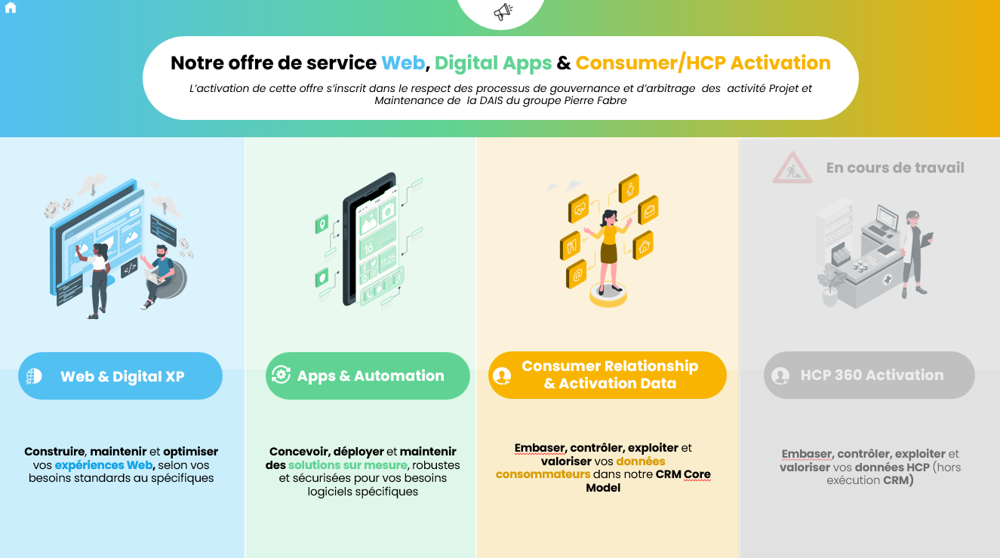 Notre offre de service Web, Digital Apps & Consumer/HCP Activation
L’activation de cette offre s’inscrit dans le respect des processus de gouvernance et d’arbitrage des activité Projet et
Maintenance de la DAIS du groupe Pierre Fabre
En cours de travail
16
11:25
</>
@
Web & Digital XP
Apps & Automation
Consumer Relationship
& Activation Data
HCP 360 Activation
Construire, maintenir et optimiser
vos expériences Web, selon vos
besoins standards au spécifiques
Concevoir, déployer et maintenir
des solutions sur mesure, robustes
et sécurisées pour vos besoins
logiciels spécifiques
Embaser, contrôler, exploiter et
valoriser vos données
consommateurs dans notre CRM Core
Model
Embaser, contrôler, exploiter et
valoriser vos données HCP (hors
exécution CRM)